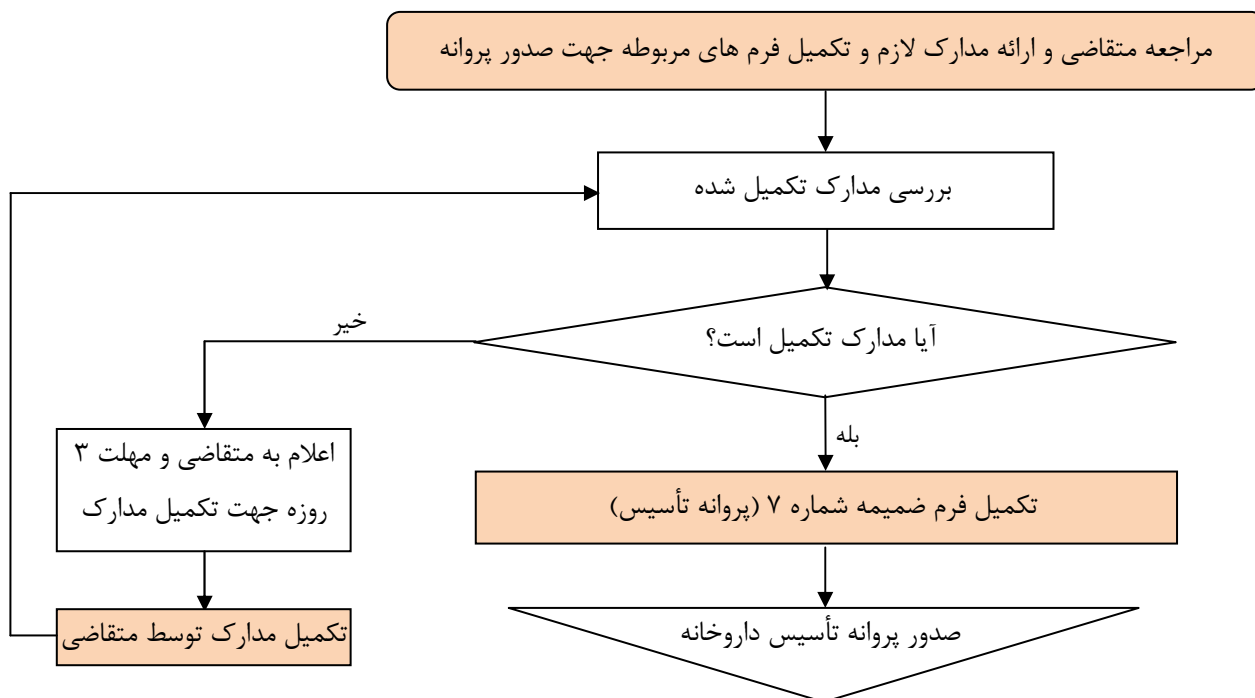 مراجعه متقاضی و ارائه مدارک لازم و تکمیل فرم های مربوطه جهت صدور پروانه
بررسی مدارک تکمیل شده
آیا مدارک تکمیل است؟
خیر
بله
اعلام به متقاضی و مهلت ۳
روزه جهت تکمیل مدارک
تکمیل فرم ضمیمه شماره ۷ (پروانه تأسیس)
تکمیل مدارک توسط متقاضی
صدور پروانه تأسیس داروخانه